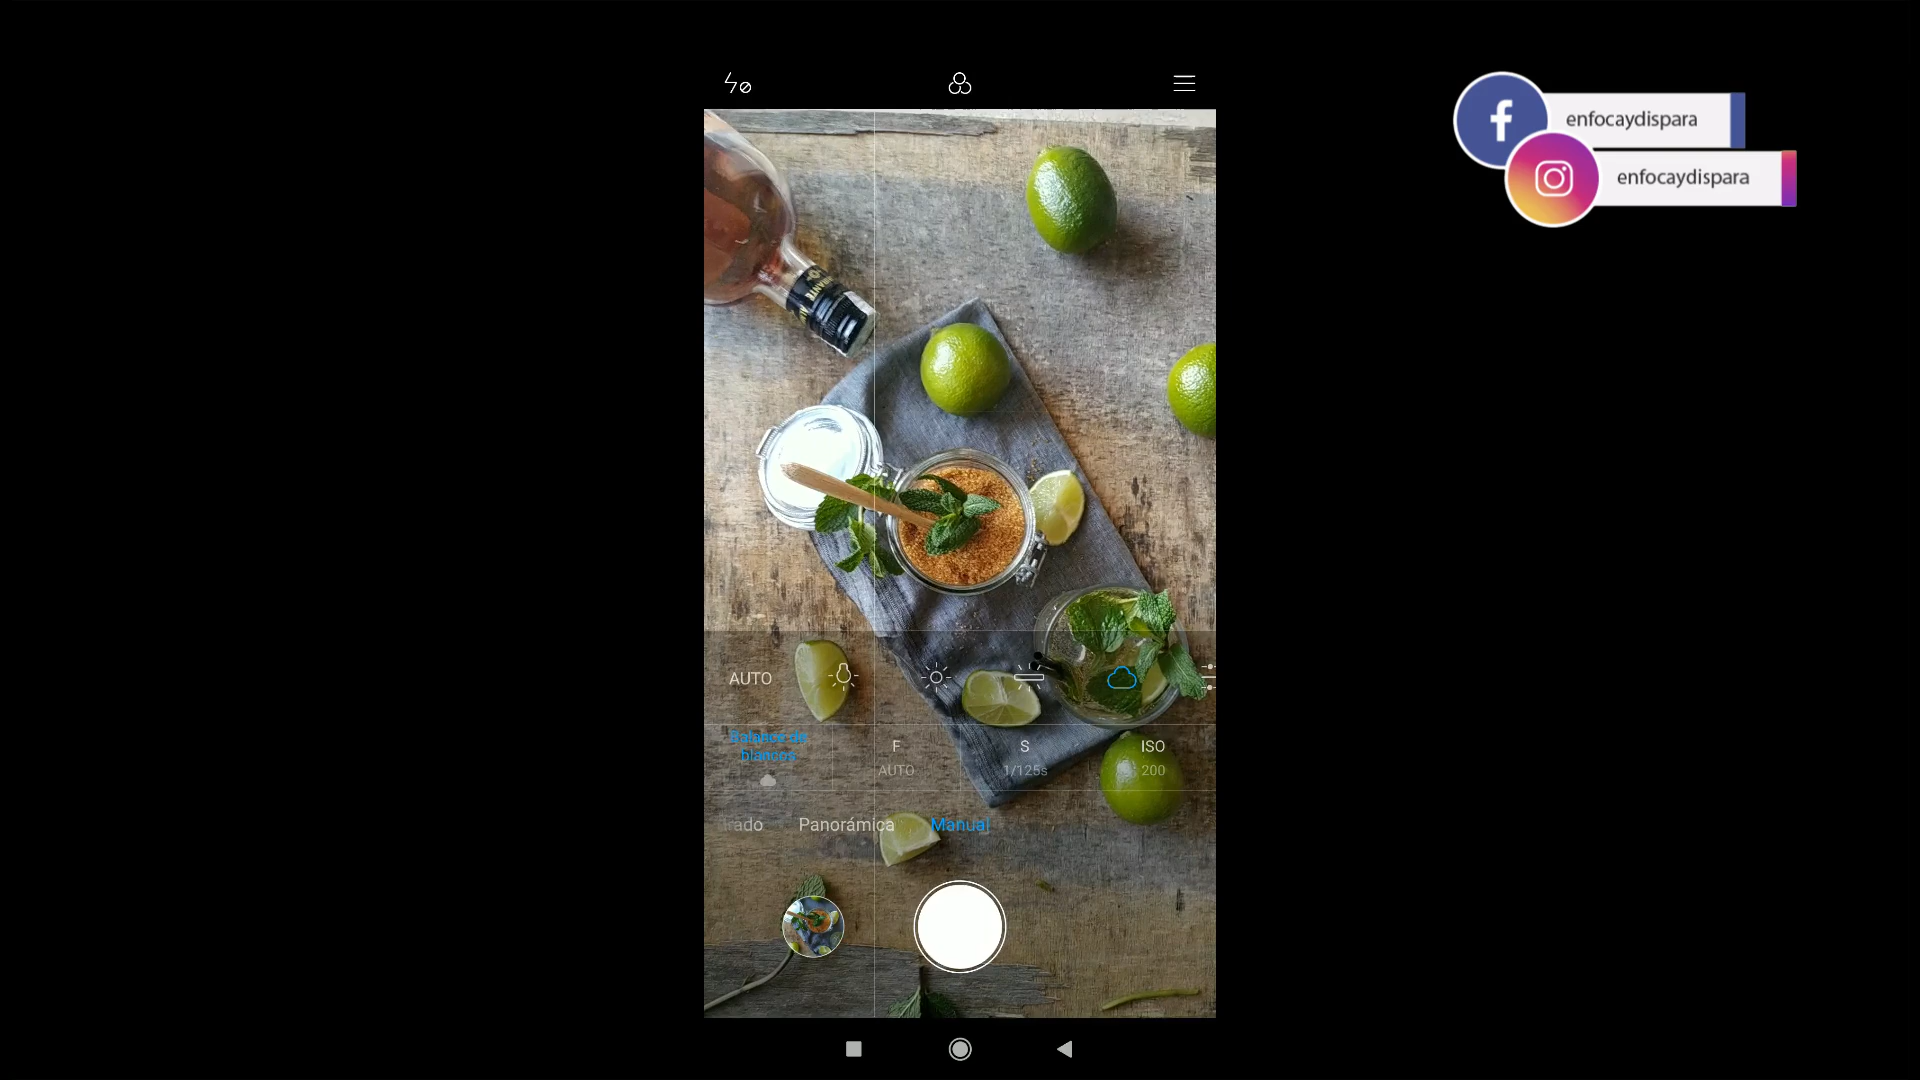 enfocaydispara
enfocaydispara
AUTO
Balance de
blancos
F
AUTO
S
1/125s
ISO
200
Panorámica
Manual